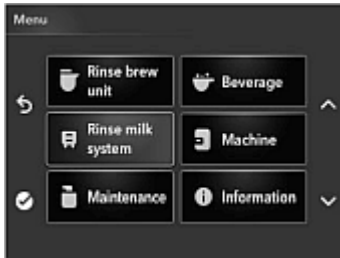 Menu
Rinse brew
unit
Beverage
Rinse milk
system
Machine
Maintenance
Information